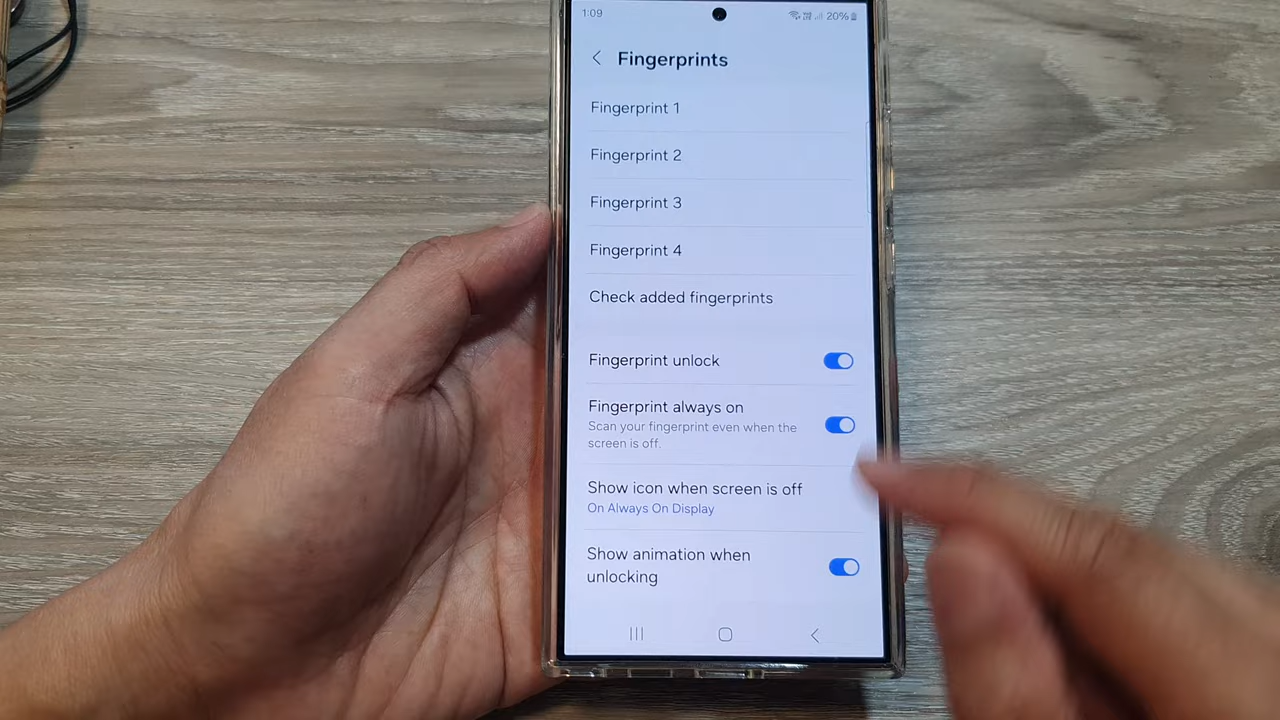 1:09
20%
Fingerprints
Fingerprint 1
Fingerprint 2
Fingerprint 3
Fingerprint 4
Check added fingerprints
Fingerprint unlock
Fingerprint always on
Scan your fingerprint even when the
screen is off.
Show icon when screen is off
On Always On Display
Show animation when
unlocking